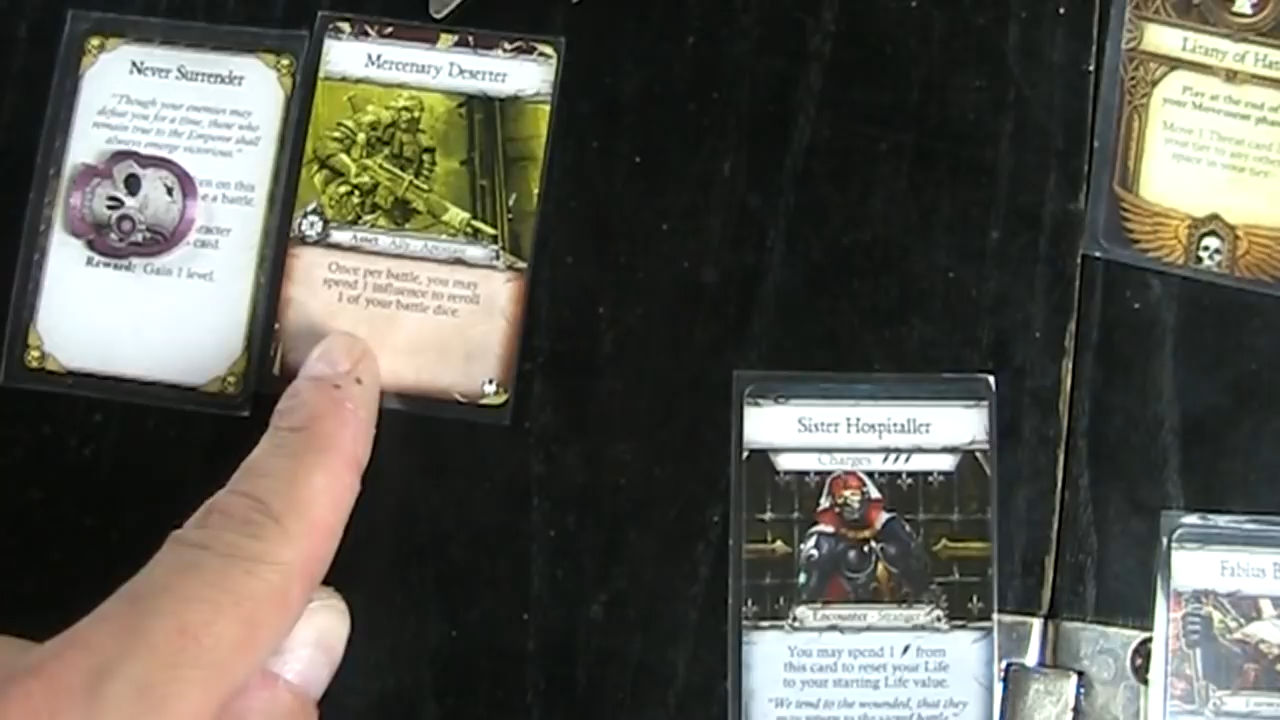 Never Surrender
"Though your enemies may
defeat you for a time, those who
remain true to the Emperor shall
always emerge victorious."
on this
e a battle.
card.
Reward: Gain 1 level.
Mercenary Deserter
Asset - Ally - Apostate
Once per battle, you may
spend 1 influence to reroll
1 of your battle dice.
Litany of
Play at the end of
your Movement
Move 1 Threat card
your tier to any other
space in your tier.
Sister Hospitaller
Charges
Encounter - Stranger
You may spend 1 from
this card to reset your Life
to your starting Life value.
"We tend to the wounded, that they
Fabius